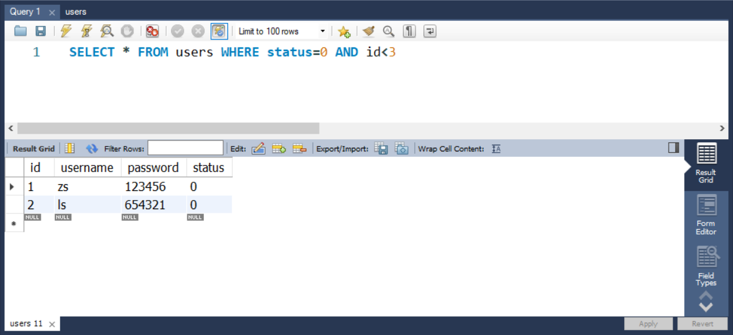 Query 1 × users
Limit to 100 rows
1 SELECT * FROM users WHERE status=0 AND id<3
Result Grid Filter Rows: Edit: Export/Import: Wrap Cell Content:
id username password status
1 zs 123456 0
2 ls 654321 0
NULL NULL NULL NULL
Result
Grid
Form
Editor
Field
Types
users 11 ×
Apply Revert